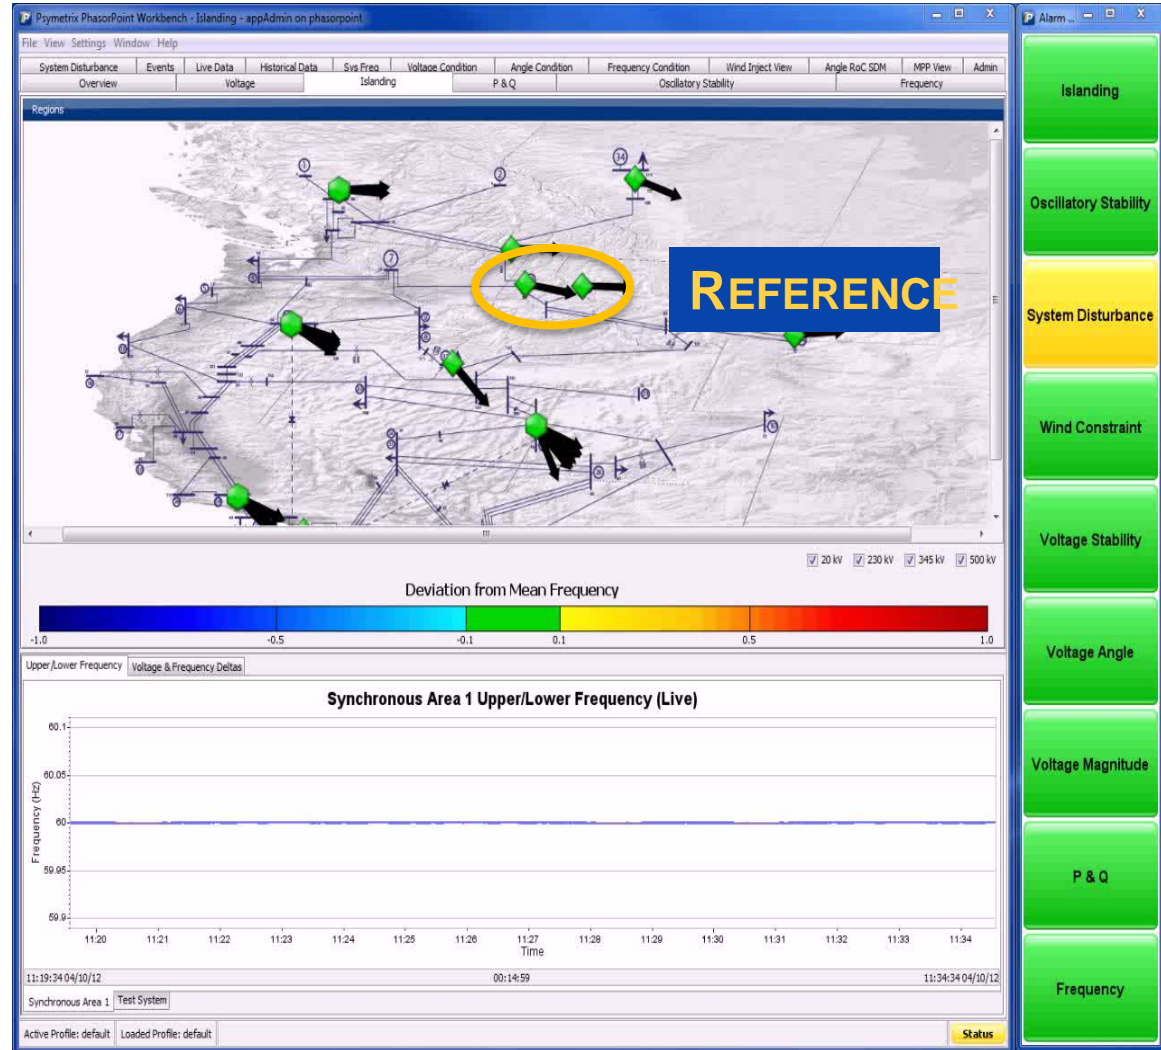 Psymetrix PhasorPoint Workbench - Islanding - appAdmin on phasorpoint
File View Settings Window Help
System Disturbance Events Live Data Historical Data Sys Freq Voltage Condition Angle Condition Frequency Condition Wind Inject View Angle RoC SDM MPP View Admin
Overview Voltage Islanding P & Q Oscillatory Stability Frequency
Regions
1
2
34
7
REFERENCE
20 kV 230 kV 345 kV 500 kV
Deviation from Mean Frequency
-1.0 -0.5 -0.1 0.1 0.5 1.0
Upper/Lower Frequency Voltage & Frequency Deltas
Synchronous Area 1 Upper/Lower Frequency (Live)
Frequency (Hz)
60.1
60.05
60
59.95
59.9
11:20 11:21 11:22 11:23 11:24 11:25 11:26 11:27 11:28 11:29 11:30 11:31 11:32 11:33 11:34
Time
11:19:34 04/10/12 00:14:59 11:34:34 04/10/12
Synchronous Area 1 Test System
Active Profile: default Loaded Profile: default Status
Alarm ...
Islanding
Oscillatory Stability
System Disturbance
Wind Constraint
Voltage Stability
Voltage Angle
Voltage Magnitude
P & Q
Frequency